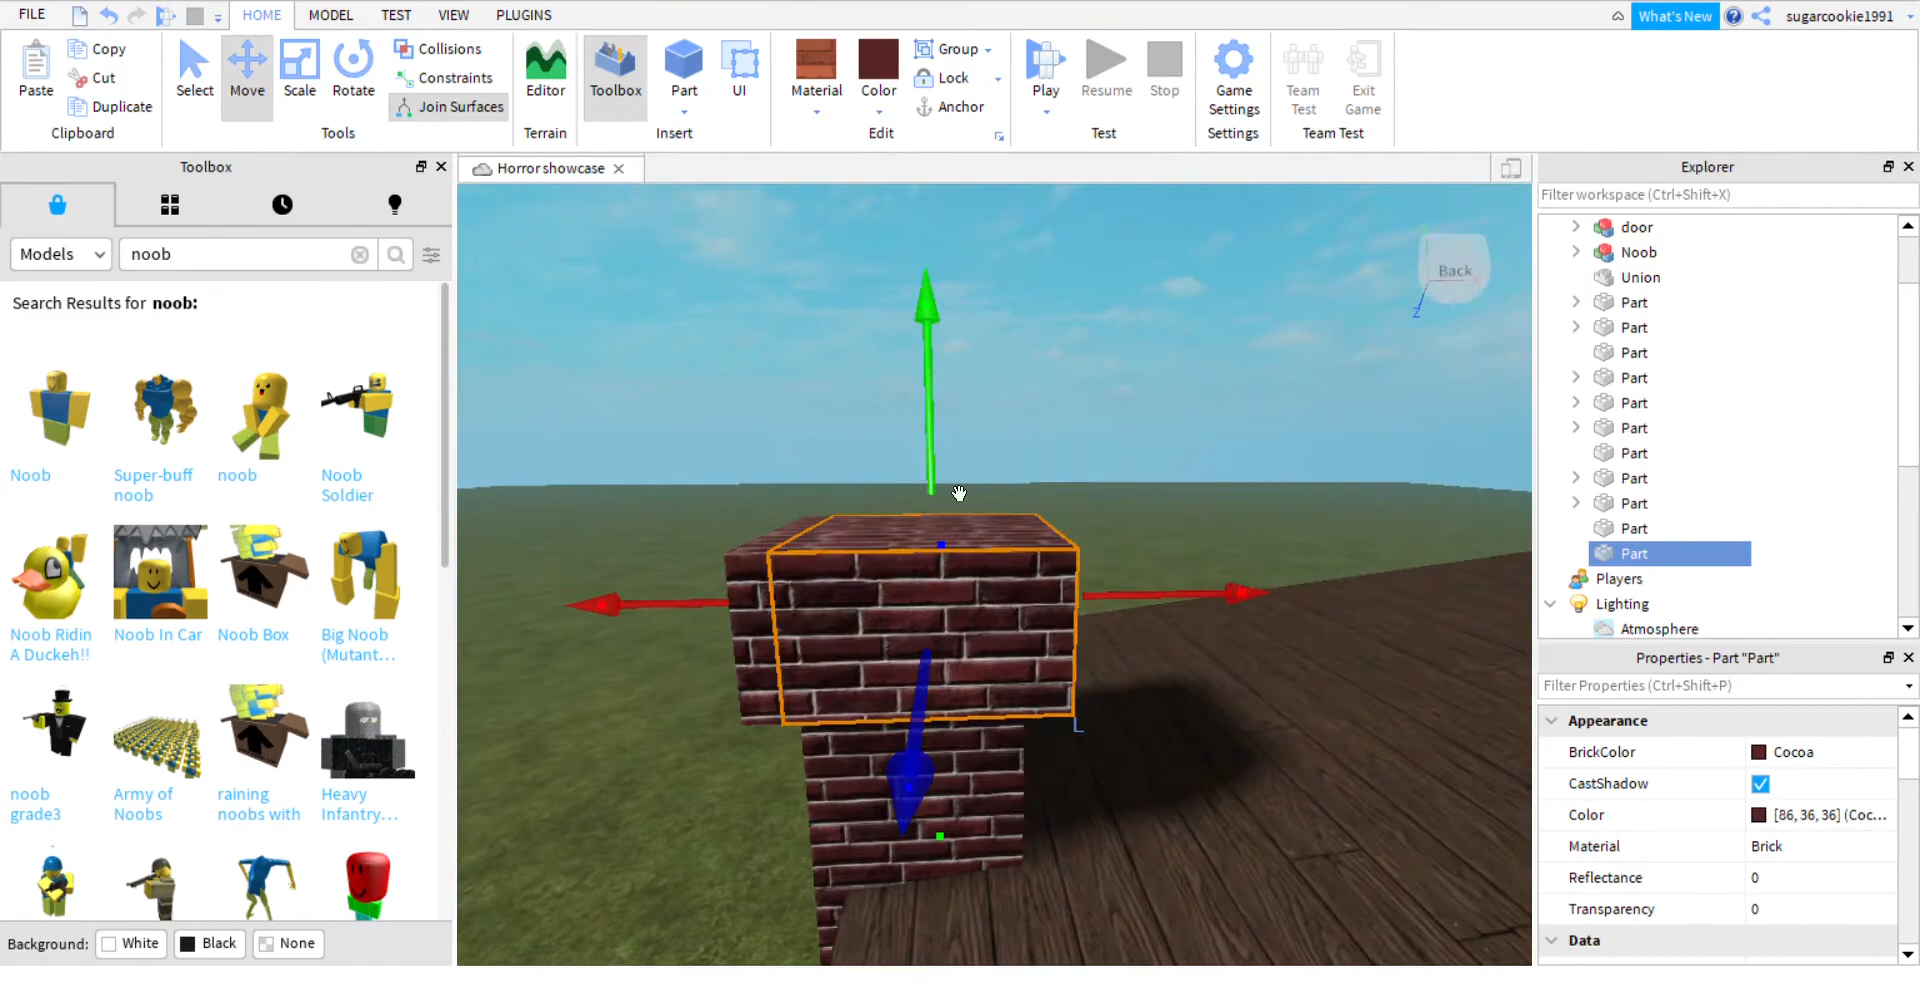 FILE HOME MODEL TEST VIEW PLUGINS What's New sugarcookie1991
Paste Copy Cut Duplicate Clipboard
Select Move Scale Rotate Collisions Constraints Join Surfaces Tools
Editor Terrain
Toolbox Part UI Insert
Material Color Group Lock Anchor Edit
Play Resume Stop Test
Game Settings Settings
Team Test Exit Game Team Test
Toolbox
Models noob
Search Results for noob:
Noob Super-buff noob noob Noob Soldier
Noob Ridin A Duckeh!! Noob In Car Noob Box Big Noob (Mutant...
noob grade3 Army of Noobs raining noobs with Heavy Infantry...
Background: White Black None
Horror showcase
Back
Z
L
Explorer
Filter workspace (Ctrl+Shift+X)
door
Noob
Union
Part
Part
Part
Part
Part
Part
Part
Part
Part
Part
Part
Players
Lighting
Atmosphere
Properties - Part "Part"
Filter Properties (Ctrl+Shift+P)
Appearance
BrickColor Cocoa
CastShadow
Color [86, 36, 36] (Coc...
Material Brick
Reflectance 0
Transparency 0
Data